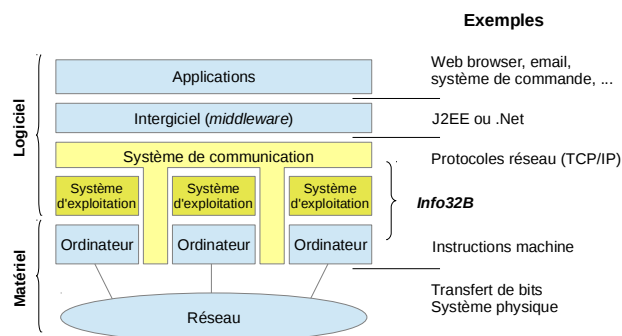 Exemples
Logiciel
Applications
Web browser, email,
système de commande, ...
Intergiciel (middleware)
J2EE ou .Net
Système de communication
Protocoles réseau (TCP/IP)
Système
d'exploitation
Système
d'exploitation
Système
d'exploitation
Info32B
Matériel
Ordinateur
Ordinateur
Ordinateur
Instructions machine
Réseau
Transfert de bits
Système physique